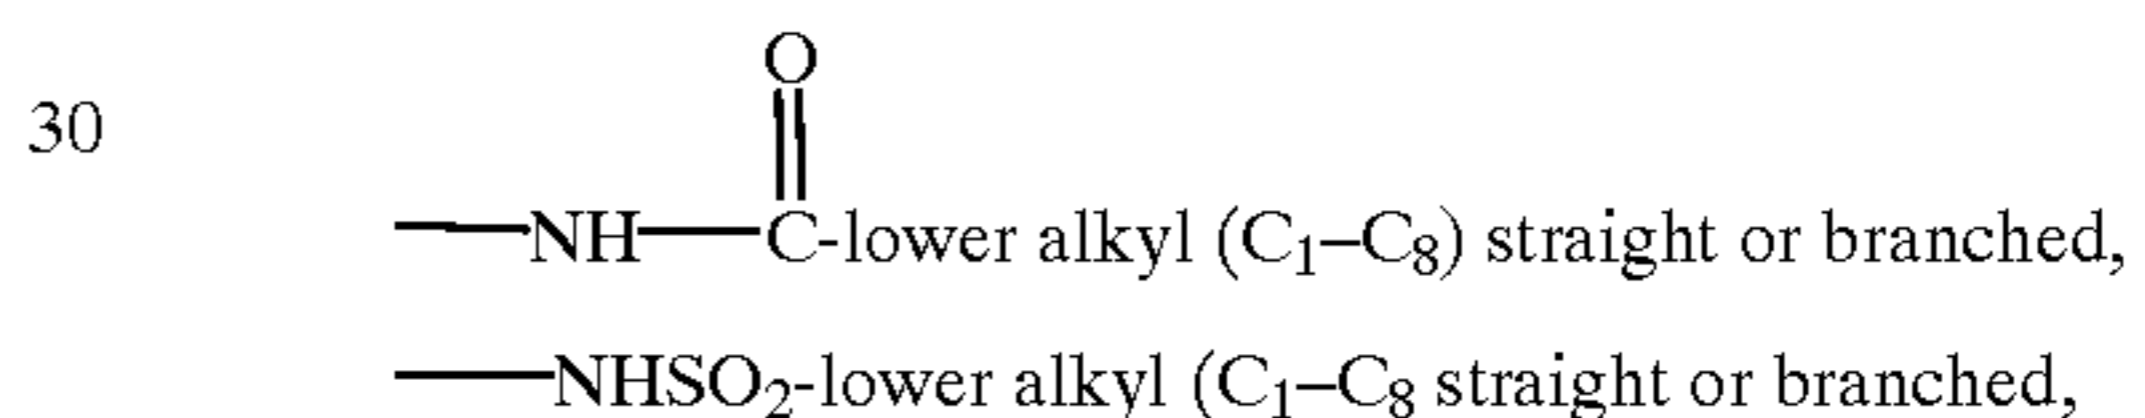 O
30
—NH—C-lower alkyl (C₁–C₈) straight or branched,
—NHSO₂-lower alkyl (C₁–C₈ straight or branched,